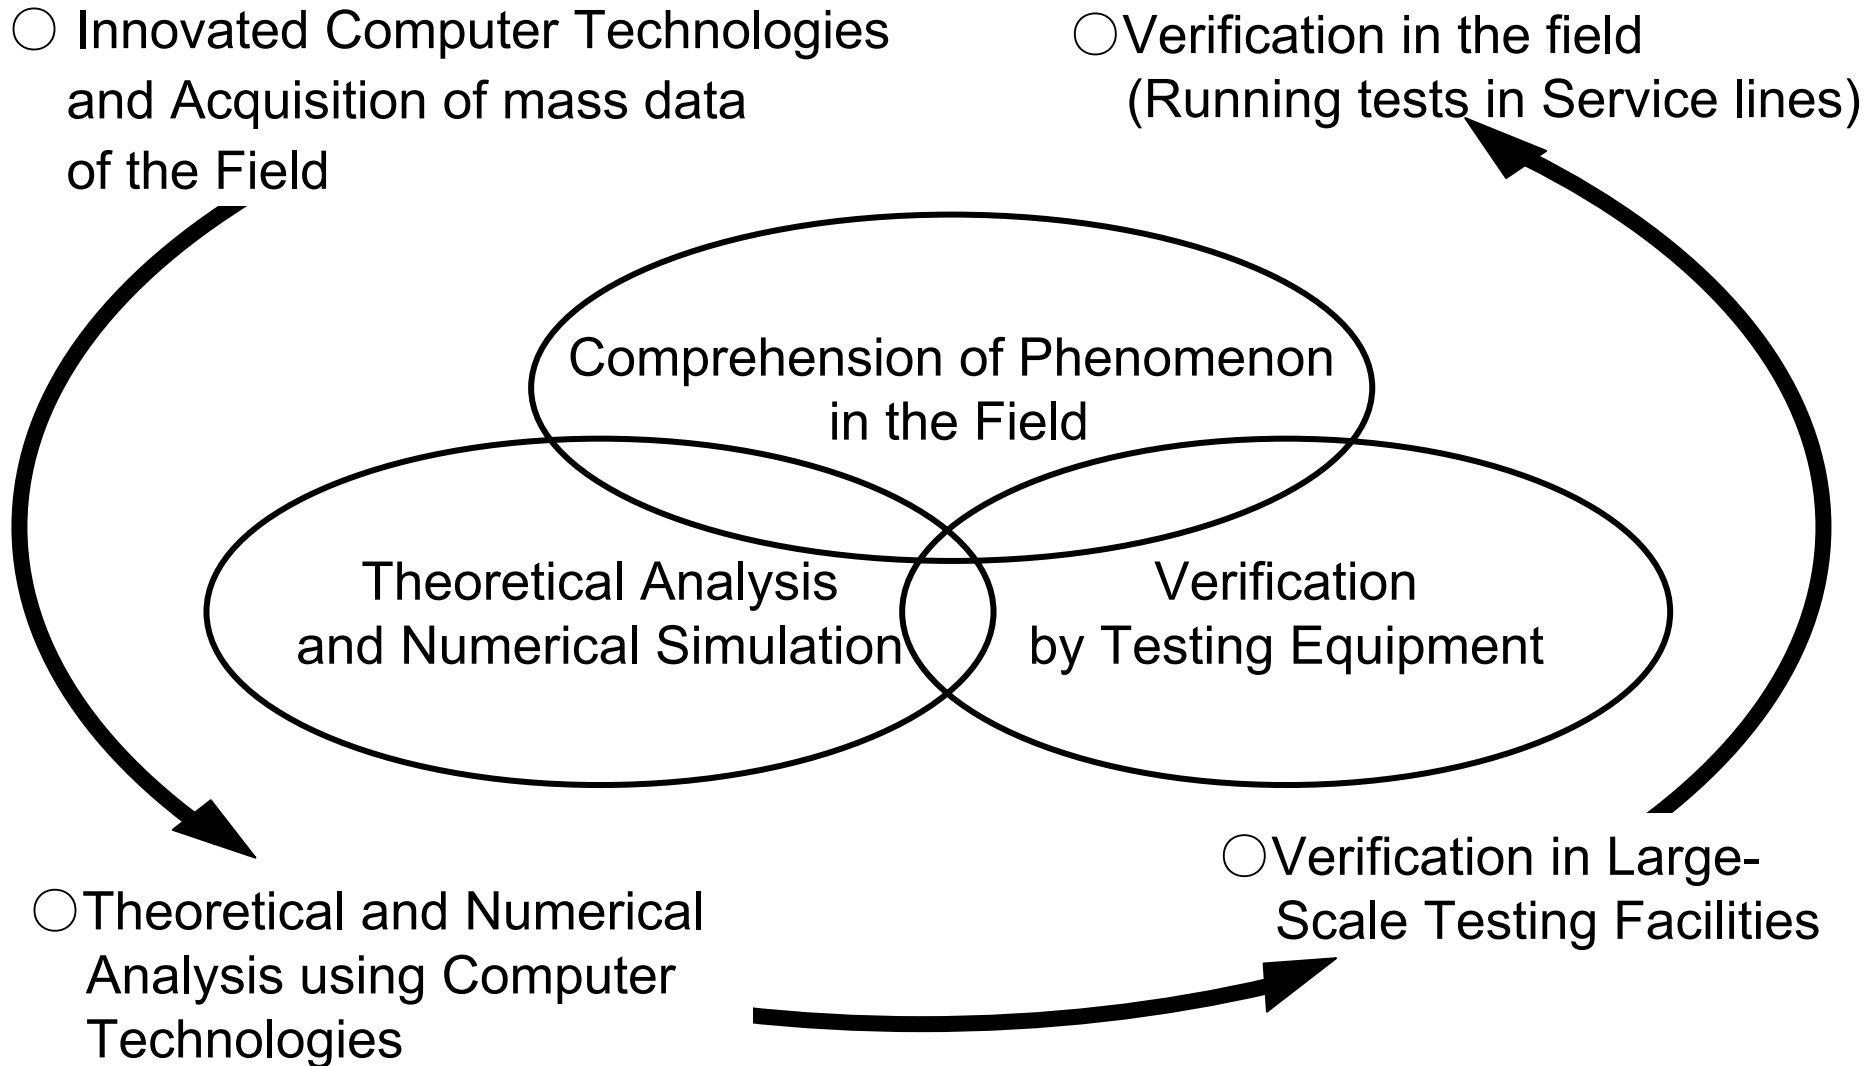 ○ Innovated Computer Technologies
and Acquisition of mass data
of the Field
○Verification in the field
(Running tests in Service lines)
Comprehension of Phenomenon
in the Field
Theoretical Analysis
and Numerical Simulation
Verification
by Testing Equipment
○Theoretical and Numerical
Analysis using Computer
Technologies
○Verification in Large-
Scale Testing Facilities